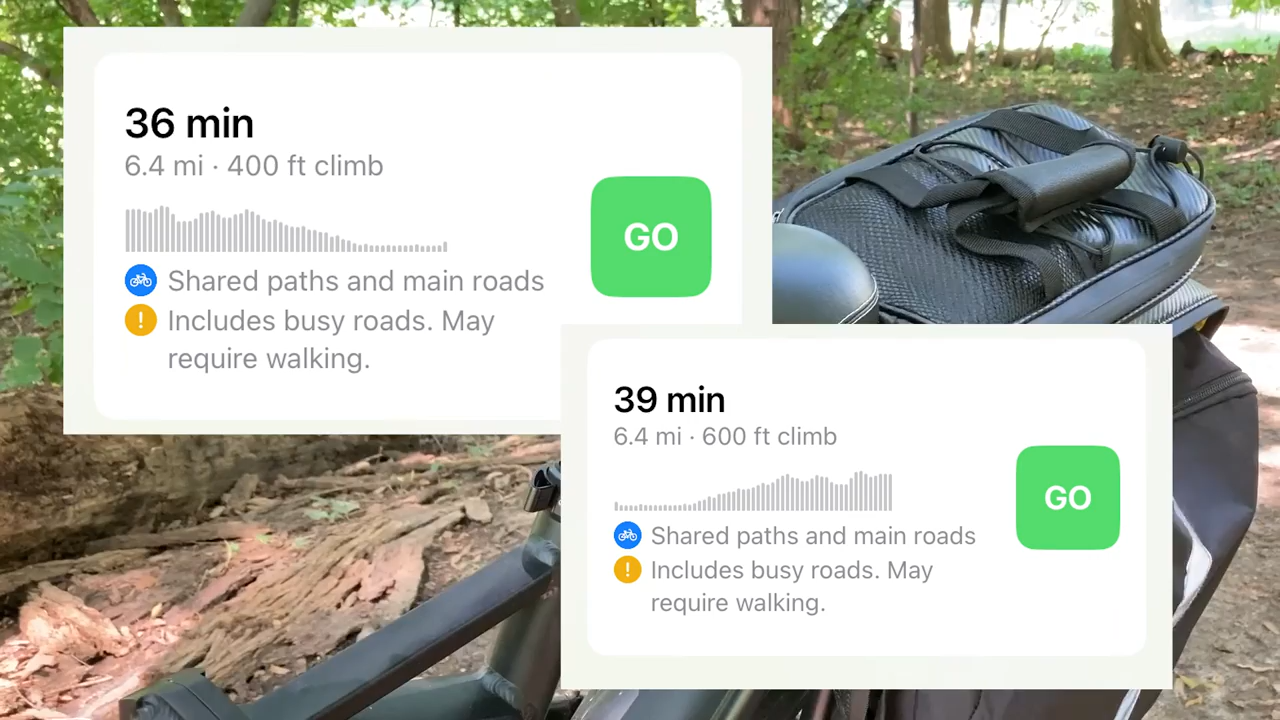 36 min
6.4 mi · 400 ft climb
GO
Shared paths and main roads
! Includes busy roads. May
require walking.
39 min
6.4 mi · 600 ft climb
GO
Shared paths and main roads
! Includes busy roads. May
require walking.